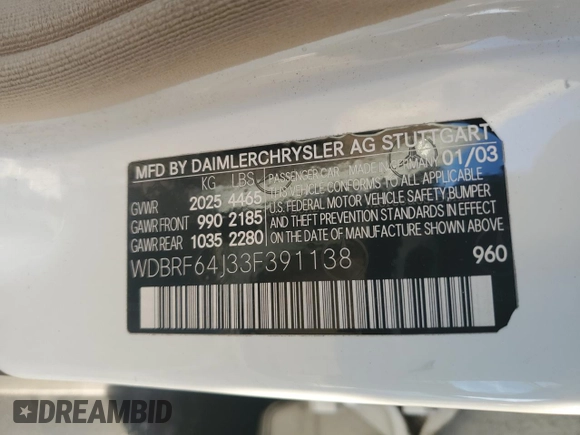 MFD BY DAIMLERCHRYSLER AG STUTTGART
KG LBS PASSENGER CAR MADE IN GERMANY 01/03
GVWR 2025 4465 THIS VEHICLE CONFORMS TO ALL APPLICABLE
GAWR FRONT 990 2185 U.S. FEDERAL MOTOR VEHICLE SAFETY, BUMPER
GAWR REAR 1035 2280 AND THEFT PREVENTION STANDARDS IN EFFECT
ON THE DATE OF MANUFACTURE SHOWN ABOVE.
WDBRF64J33F391138 960
DREAMBID